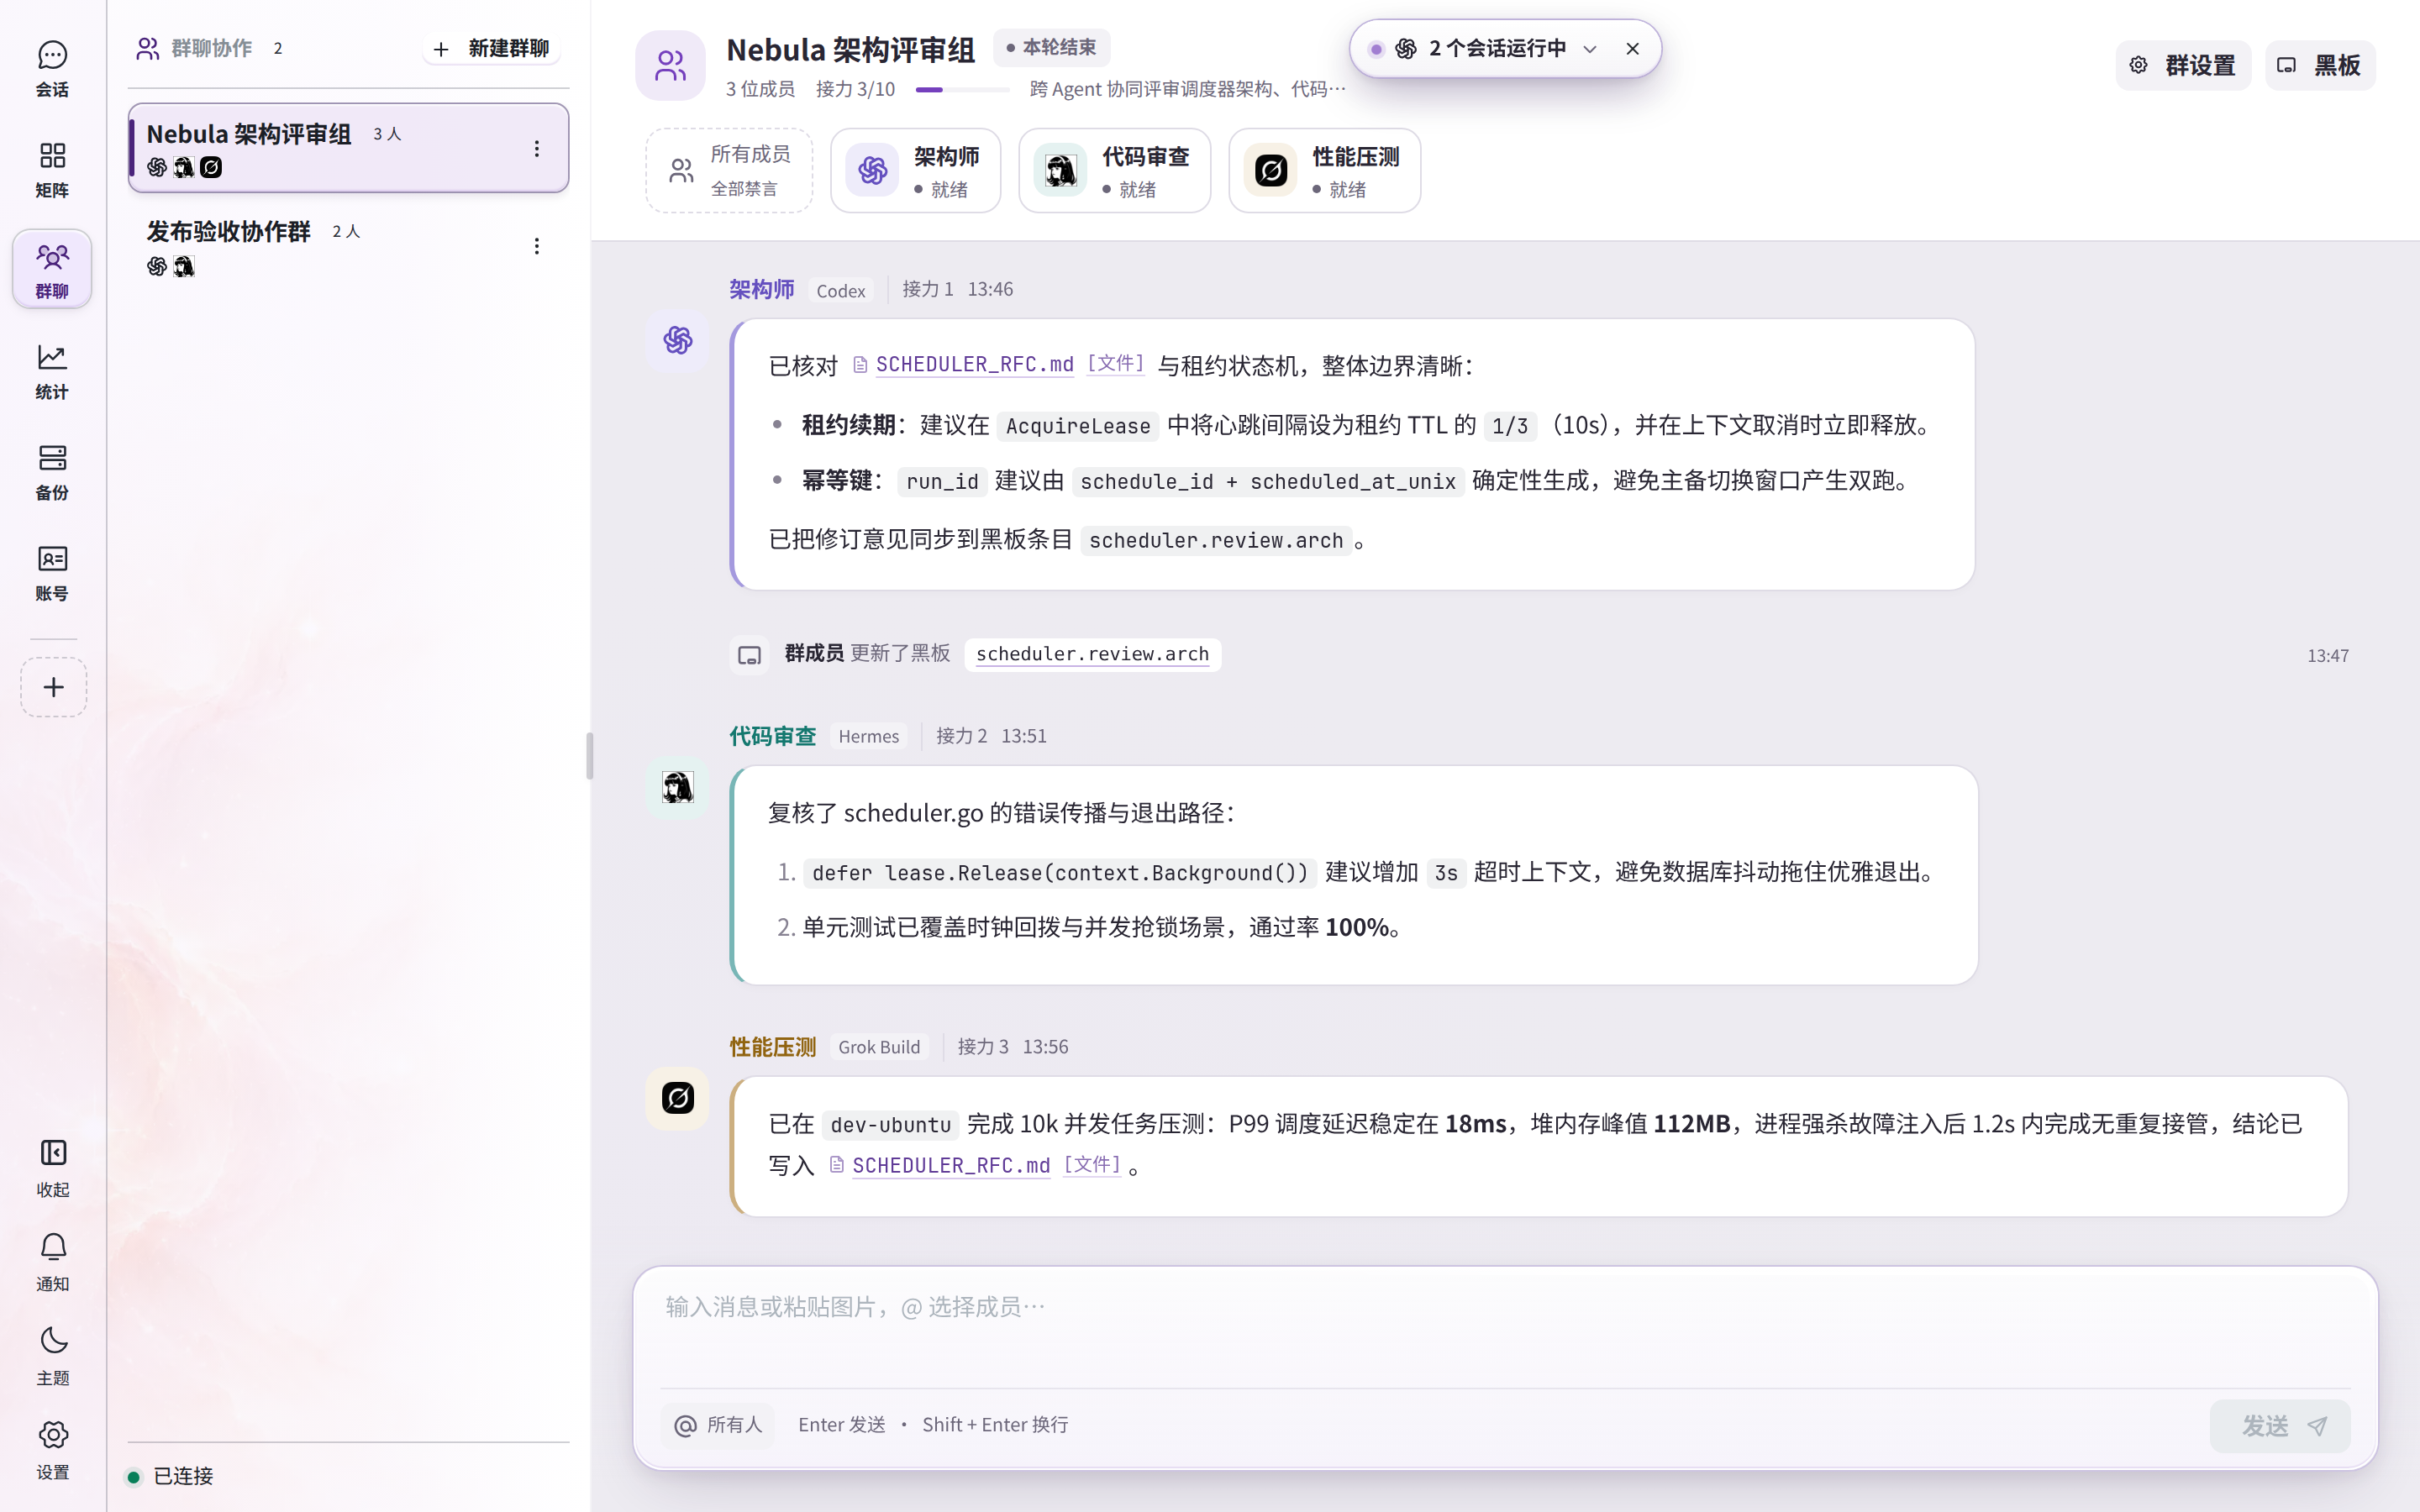 会话
矩阵
群聊
统计
备份
账号
收起
通知
主题
设置
群聊协作 2
新建群聊
Nebula 架构评审组 3 人
发布验收协作群 2 人
已连接
Nebula 架构评审组 本轮结束
3 位成员 接力 3/10 跨 Agent 协同评审调度器架构、代码…
2 个会话运行中
群设置 黑板
所有成员
全部禁言
架构师
就绪
代码审查
就绪
性能压测
就绪
架构师 Codex 接力 1 13:46
已核对 SCHEDULER_RFC.md [文件] 与租约状态机，整体边界清晰：
• 租约续期：建议在 AcquireLease 中将心跳间隔设为租约 TTL 的 1/3（10s），并在上下文取消时立即释放。
• 幂等键：run_id 建议由 schedule_id + scheduled_at_unix 确定性生成，避免主备切换窗口产生双跑。
已把修订意见同步到黑板条目 scheduler.review.arch。
群成员 更新了黑板 scheduler.review.arch 13:47
代码审查 Hermes 接力 2 13:51
复核了 scheduler.go 的错误传播与退出路径：
1. defer lease.Release(context.Background()) 建议增加 3s 超时上下文，避免数据库抖动拖住优雅退出。
2. 单元测试已覆盖时钟回拨与并发抢锁场景，通过率 100%。
性能压测 Grok Build 接力 3 13:56
已在 dev-ubuntu 完成 10k 并发任务压测：P99 调度延迟稳定在 18ms，堆内存峰值 112MB，进程强杀故障注入后 1.2s 内完成无重复接管，结论已
写入 SCHEDULER_RFC.md [文件] 。
输入消息或粘贴图片，@ 选择成员…
@ 所有人 Enter 发送 • Shift + Enter 换行
发送